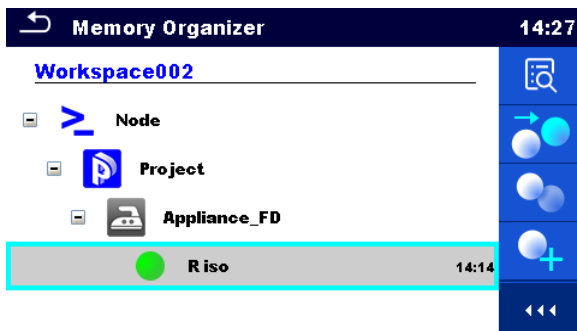 Memory Organizer 14:27
Workspace002
Node
Project
Appliance_FD
R iso 14:14